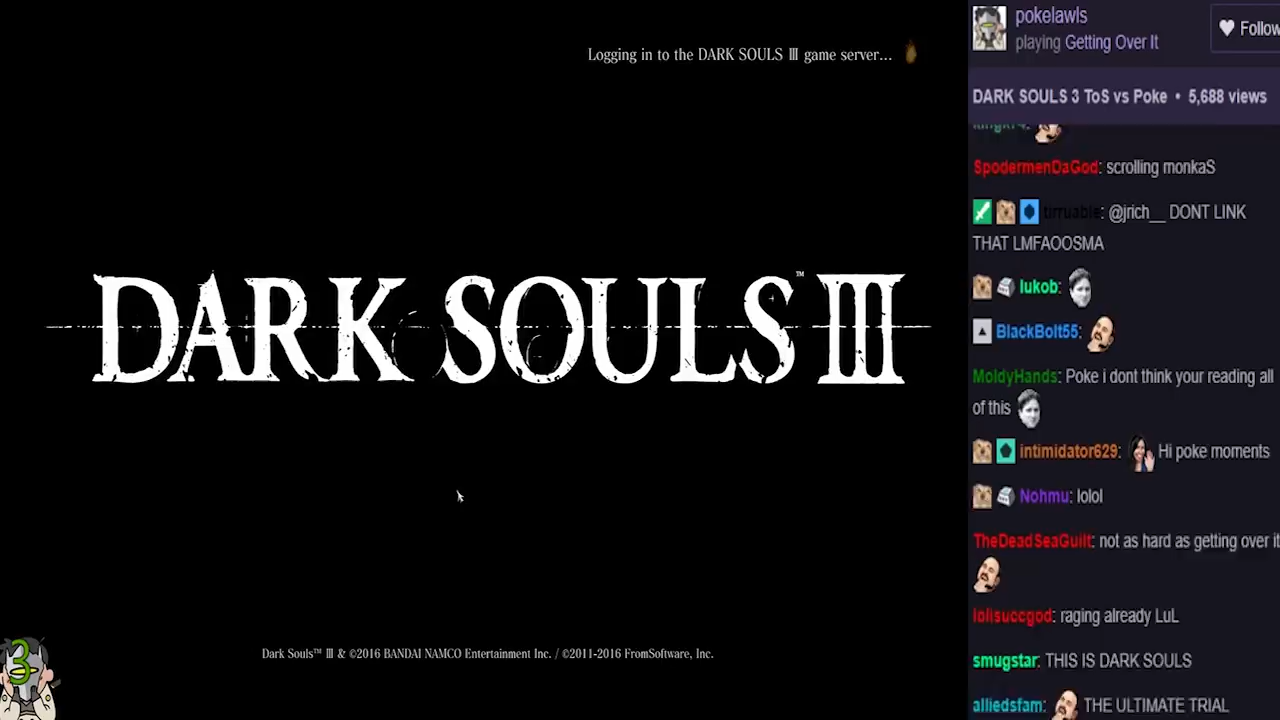 Logging in to the DARK SOULS III game server...
DARK SOULS™ III
Dark Souls™ III & ©2016 BANDAI NAMCO Entertainment Inc. / ©2011-2016 FromSoftware, Inc.
3
pokelawls
playing Getting Over It
Follow
DARK SOULS 3 ToS vs Poke • 5,688 views
SpodermenDaGod: scrolling monkaS
tirruable: @jrich__ DONT LINK
THAT LMFAOOSMA
lukob:
BlackBolt55:
MoldyHands: Poke i dont think your reading all
of this
intimidator629: Hi poke moments
Nohmu: lolol
TheDeadSeaGuilt: not as hard as getting over it
lolisuccgod: raging already LuL
smugstar: THIS IS DARK SOULS
alliedsfam: THE ULTIMATE TRIAL